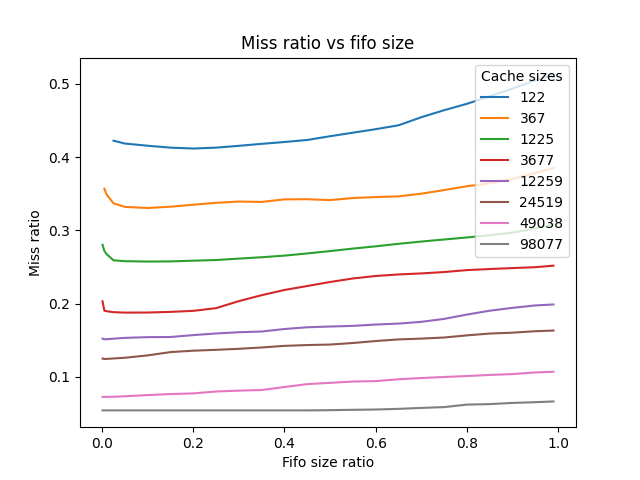 Miss ratio vs fifo size
Miss ratio
0.5
0.4
0.3
0.2
0.1
Cache sizes
122
367
1225
3677
12259
24519
49038
98077
0.0 0.2 0.4 0.6 0.8 1.0
Fifo size ratio